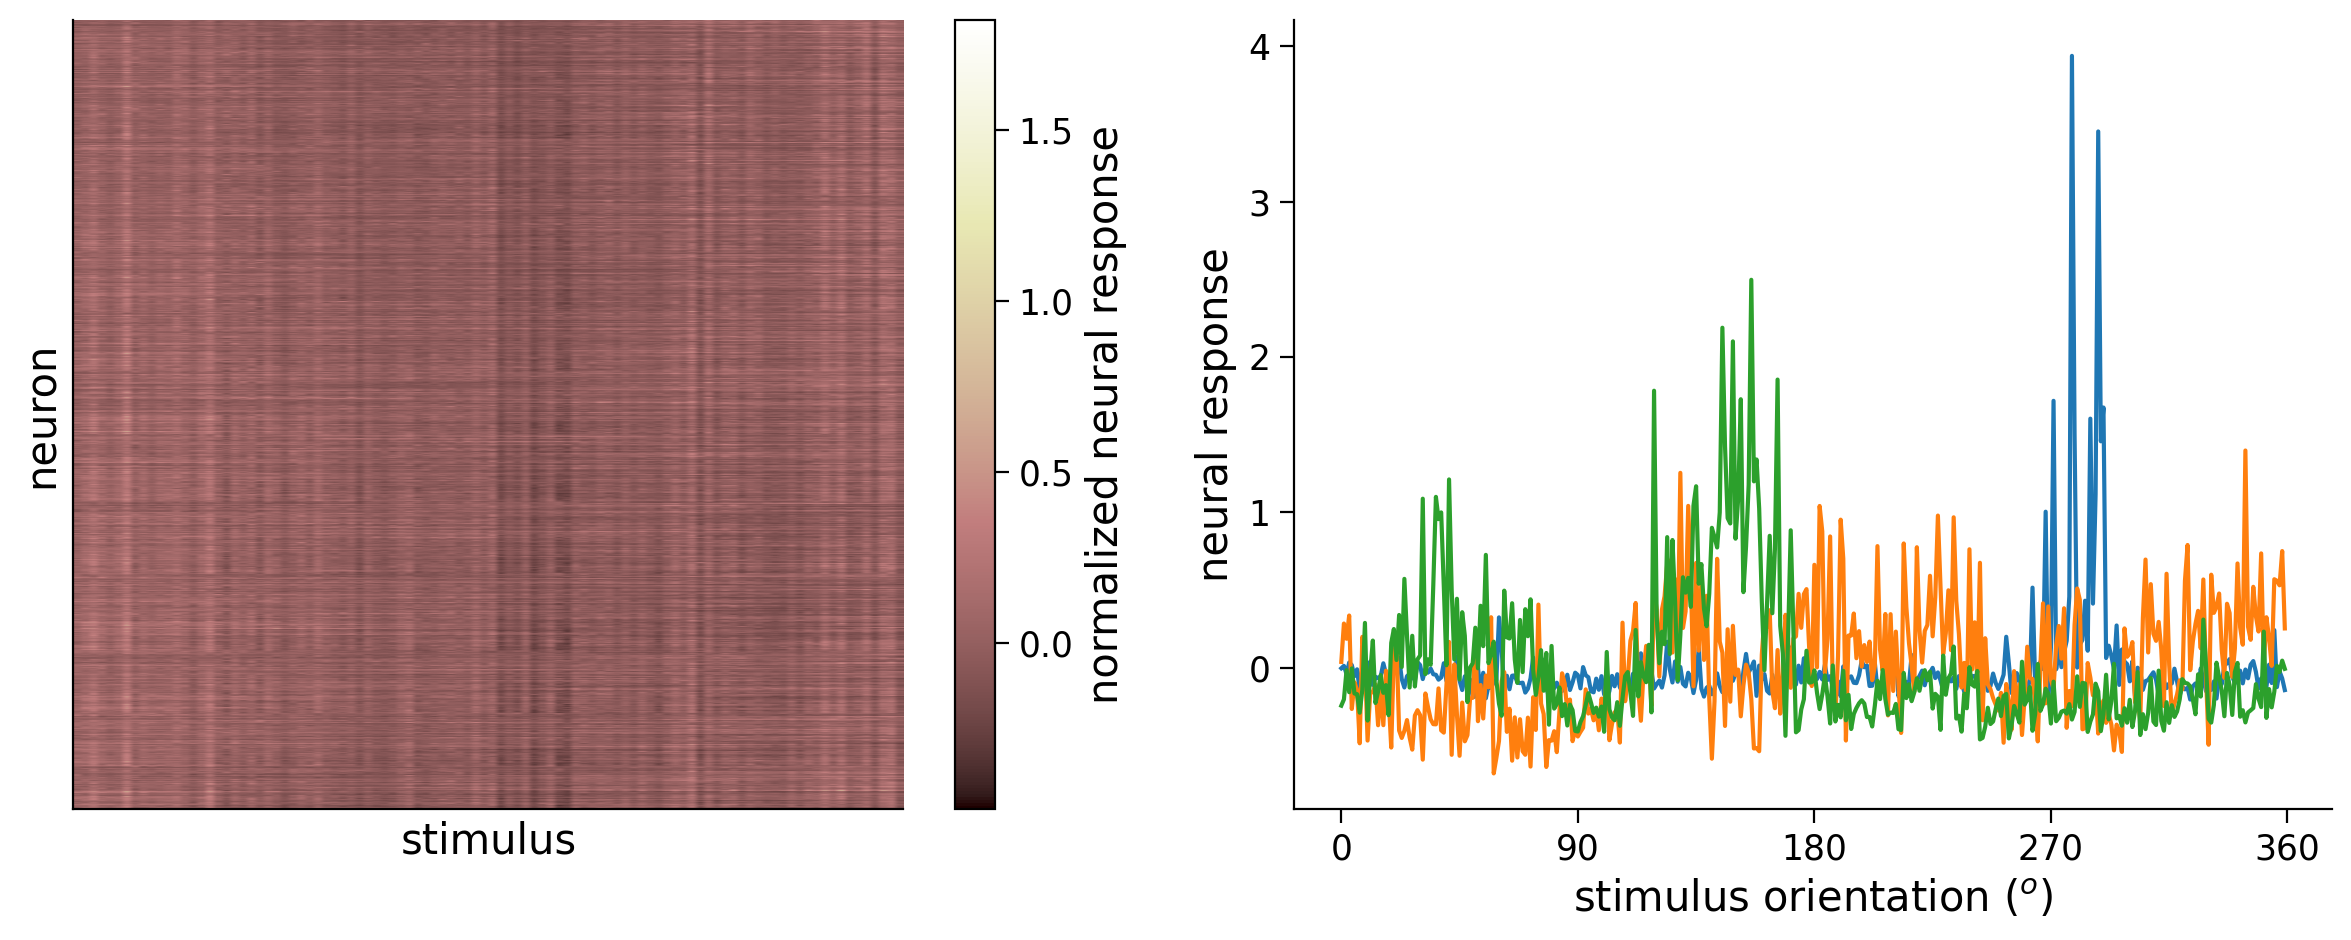 neuron
stimulus
1.5
1.0
0.5
0.0
normalized neural response
4
3
2
1
0
neural response
0 90 180 270 360
stimulus orientation (o)